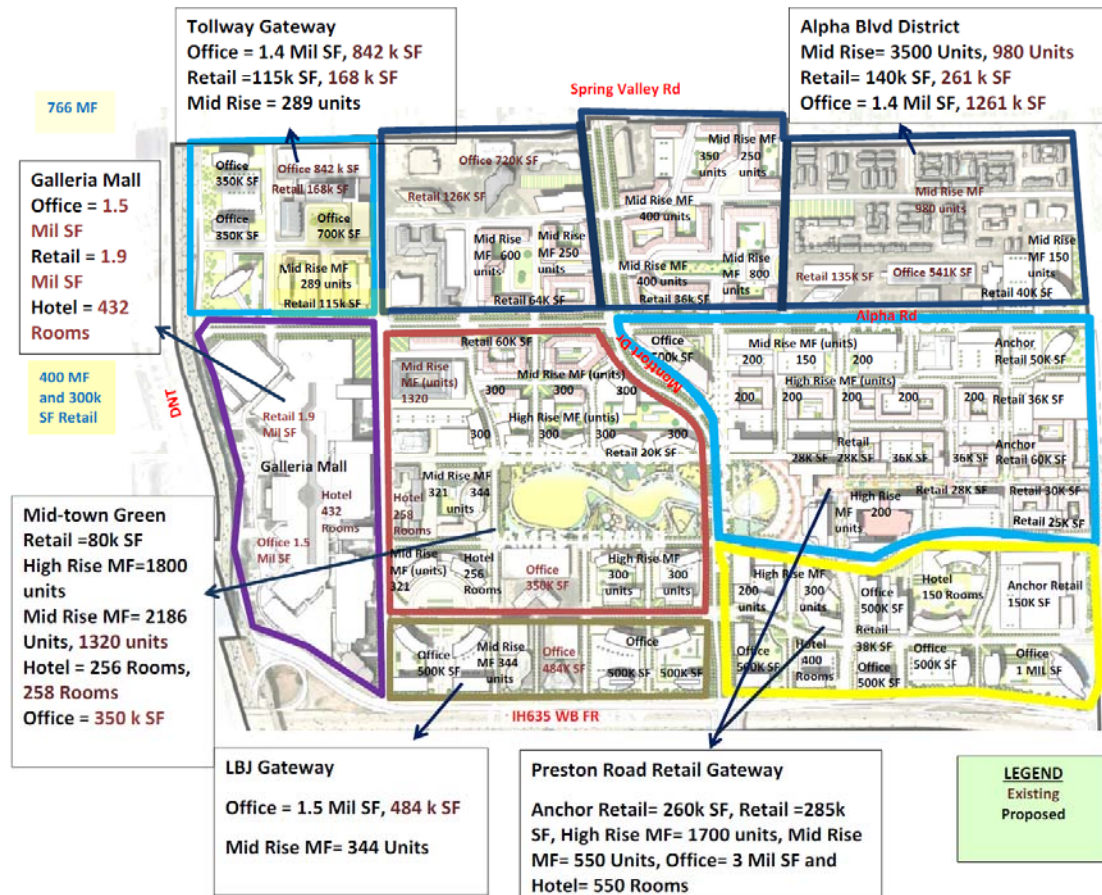 Tollway Gateway
Office = 1.4 Mil SF, 842 k SF
Retail =115k SF, 168 k SF
Mid Rise = 289 units
Alpha Blvd District
Mid Rise= 3500 Units, 980 Units
Retail= 140k SF, 261 k SF
Office = 1.4 Mil SF, 1261 k SF
766 MF
Spring Valley Rd
Galleria Mall
Office = 1.5
Mil SF
Retail = 1.9
Mil SF
Hotel = 432
Rooms
400 MF
and 300k
SF Retail
DNT
Mid-town Green
Retail =80k SF
High Rise MF=1800
units
Mid Rise MF= 2186
Units, 1320 units
Hotel = 256 Rooms,
258 Rooms
Office = 350 k SF
Office
350K SF
Office 842 k SF
Retail 168k SF
Office
350K SF
Office
700K SF
Mid Rise MF
289 units
Retail 115k SF
Office 720K SF
Retail 126K SF
Mid Rise
MF 600
units
Mid Rise
MF 250
units
Retail 64K SF
Mid Rise MF
350
units
250
units
Mid Rise MF
400 units
Mid Rise MF
400 units
Mid Rise
MF 800
units
Retail 36k SF
Mid Rise MF
980 units
Retail 135K SF
Office 541K SF
Mid Rise
MF 150
units
Retail 40K SF
Alpha Rd
Montfort Dr
Retail 1.9
Mil SF
Galleria Mall
Hotel
432
Rooms
Office 1.5
Mil SF
Retail 60K SF
Mid Rise
MF (units)
1320
Mid Rise MF (units)
300
300
300
High Rise MF (untis)
300
300
300
300
Retail 20K SF
Mid Rise MF
321
344
units
Hotel
258
Rooms
Mid Rise
MF (units)
321
Hotel
256
Rooms
Office
350K SF
High Rise MF
300
units
300
units
Office
500k SF
Mid Rise MF (units)
200
150
200
Anchor
Retail 50K SF
High Rise MF (units)
200
200
200
200
200
Retail 36K SF
28K SF
Retail
28K SF
36K SF
36K SF
Anchor
Retail 60K SF
High Rise
MF 200
units
Retail 28K SF
Retail 30K SF
Retail
25K SF
Office
500K SF
Mid Rise
MF 344
units
Office
484K SF
Office
500K SF
500K SF
High Rise MF
200
units
300
units
Office
500K SF
Hotel
150 Rooms
Anchor Retail
150K SF
Office
500K SF
Hotel
400
Rooms
Retail
38K SF
Office
500K SF
Office
500K SF
Office
1 MIL SF
IH635 WB FR
LBJ Gateway
Office = 1.5 Mil SF, 484 k SF
Mid Rise MF= 344 Units
Preston Road Retail Gateway
Anchor Retail= 260k SF, Retail =285k
SF, High Rise MF= 1700 units, Mid Rise
MF= 550 Units, Office= 3 Mil SF and
Hotel= 550 Rooms
LEGEND
Existing
Proposed